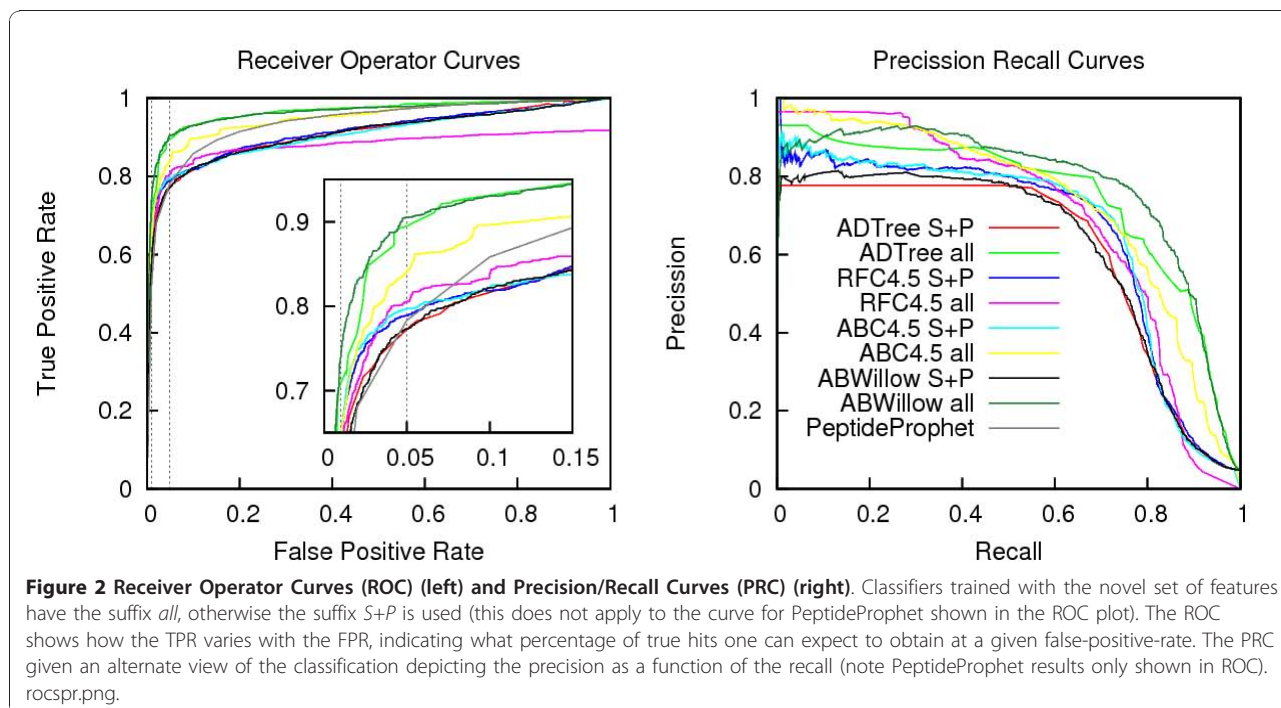 Receiver Operator Curves
True Positive Rate
1
0.8
0.6
0.4
0.2
0
0.9
0.8
0.7
0 0.05 0.1 0.15
0 0.2 0.4 0.6 0.8 1
False Positive Rate
Precission Recall Curves
Precission
1
0.8
0.6
0.4
0.2
0
ADTree S+P
ADTree all
RFC4.5 S+P
RFC4.5 all
ABC4.5 S+P
ABC4.5 all
ABWillow S+P
ABWillow all
PeptideProphet
0 0.2 0.4 0.6 0.8 1
Recall
Figure 2 Receiver Operator Curves (ROC) (left) and Precision/Recall Curves (PRC) (right). Classifiers trained with the novel set of features
have the suffix all, otherwise the suffix S+P is used (this does not apply to the curve for PeptideProphet shown in the ROC plot). The ROC
shows how the TPR varies with the FPR, indicating what percentage of true hits one can expect to obtain at a given false-positive-rate. The PRC
given an alternate view of the classification depicting the precision as a function of the recall (note PeptideProphet results only shown in ROC).
rocspr.png.